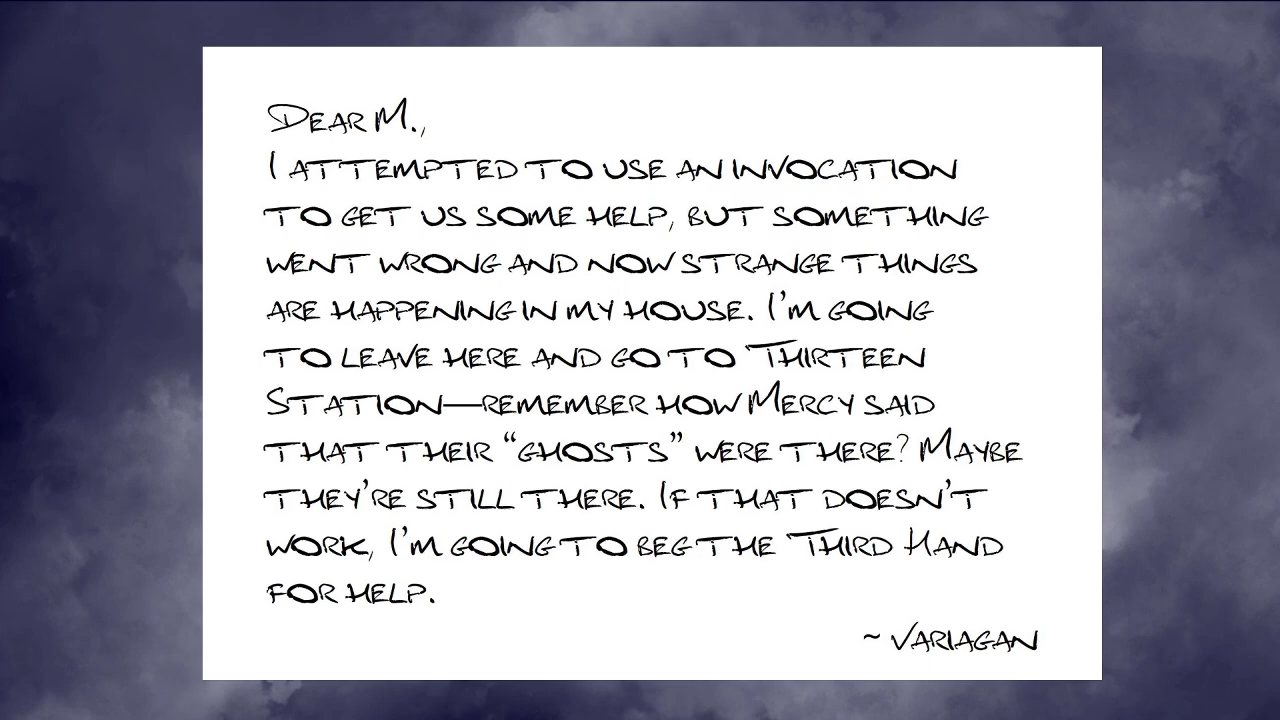 Dear M.,
I attempted to use an invocation
to get us some help, but something
went wrong and now strange things
are happening in my house. I'm going
to leave here and go to Thirteen
Station—remember how Mercy said
that their “ghosts” were there? Maybe
they're still there. If that doesn't
work, I'm going to beg the Third Hand
for help.
~ Variagan